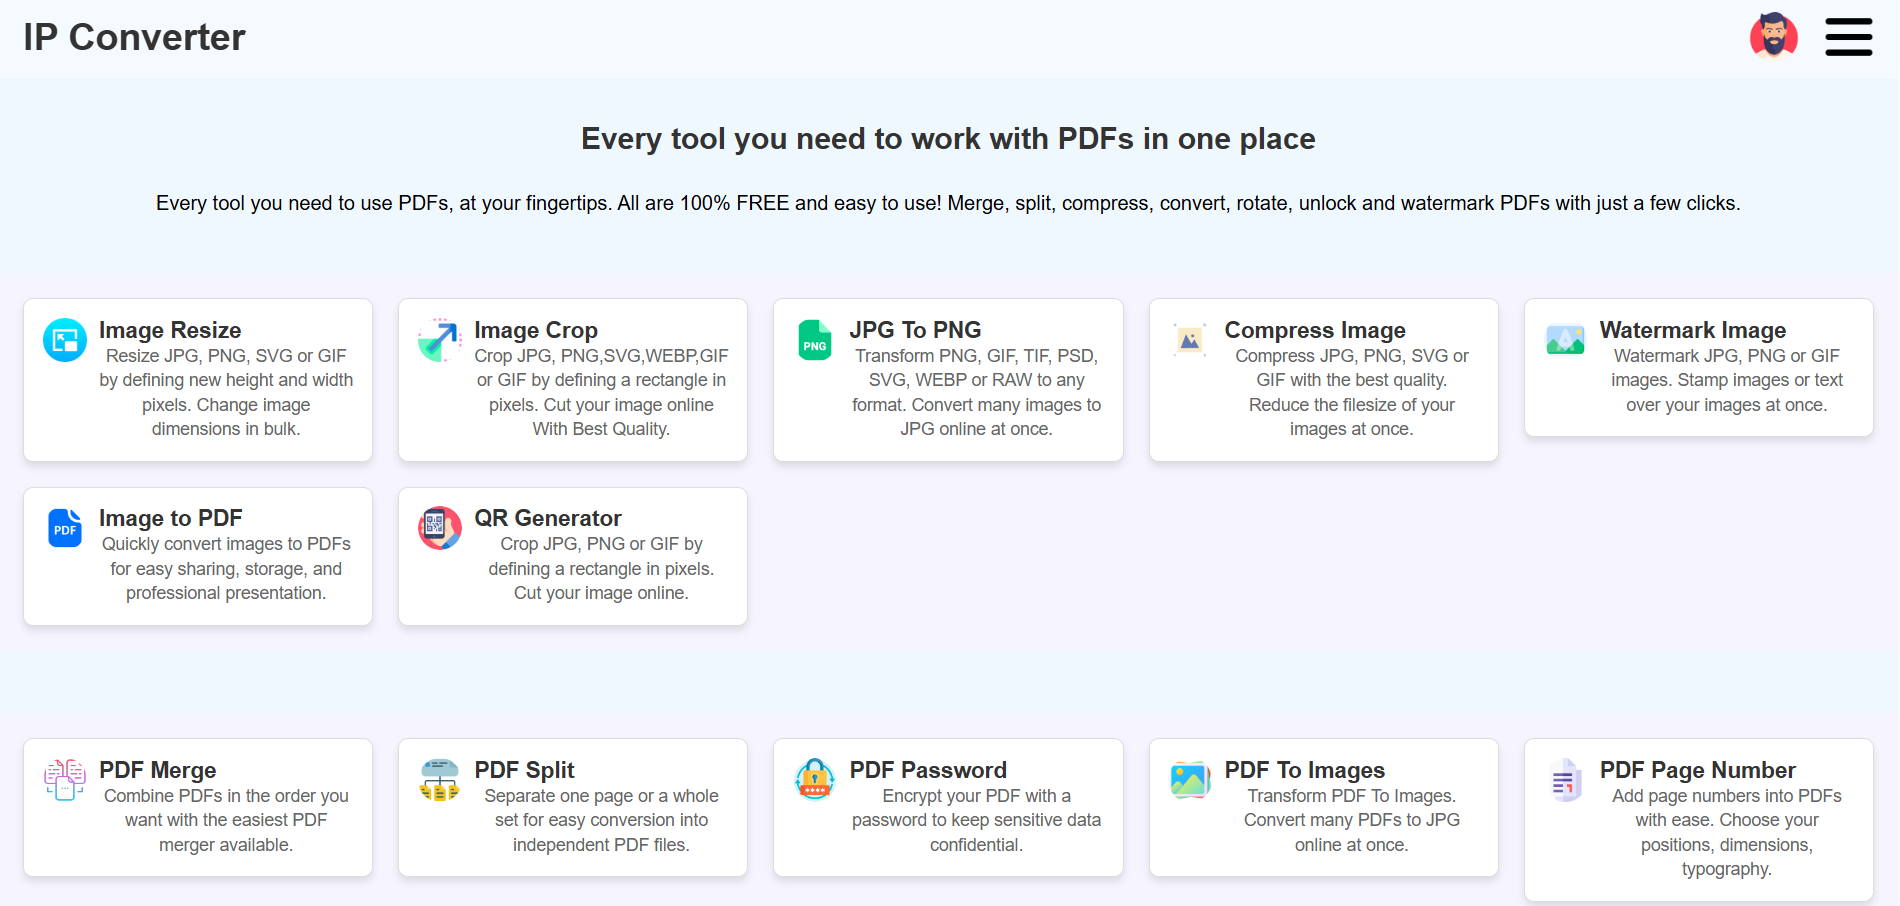 IP Converter
Every tool you need to work with PDFs in one place
Every tool you need to use PDFs, at your fingertips. All are 100% FREE and easy to use! Merge, split, compress, convert, rotate, unlock and watermark PDFs with just a few clicks.
Image Resize
Resize JPG, PNG, SVG or GIF
by defining new height and width
pixels. Change image
dimensions in bulk.
Image Crop
Crop JPG, PNG,SVG,WEBP,GIF
or GIF by defining a rectangle in
pixels. Cut your image online
With Best Quality.
PNG
JPG To PNG
Transform PNG, GIF, TIF, PSD,
SVG, WEBP or RAW to any
format. Convert many images to
JPG online at once.
Compress Image
Compress JPG, PNG, SVG or
GIF with the best quality.
Reduce the filesize of your
images at once.
Watermark Image
Watermark JPG, PNG or GIF
images. Stamp images or text
over your images at once.
PDF
Image to PDF
Quickly convert images to PDFs
for easy sharing, storage, and
professional presentation.
QR Generator
Crop JPG, PNG or GIF by
defining a rectangle in pixels.
Cut your image online.
PDF Merge
Combine PDFs in the order you
want with the easiest PDF
merger available.
PDF Split
Separate one page or a whole
set for easy conversion into
independent PDF files.
PDF Password
Encrypt your PDF with a
password to keep sensitive data
confidential.
PDF To Images
Transform PDF To Images.
Convert many PDFs to JPG
online at once.
PDF Page Number
Add page numbers into PDFs
with ease. Choose your
positions, dimensions,
typography.